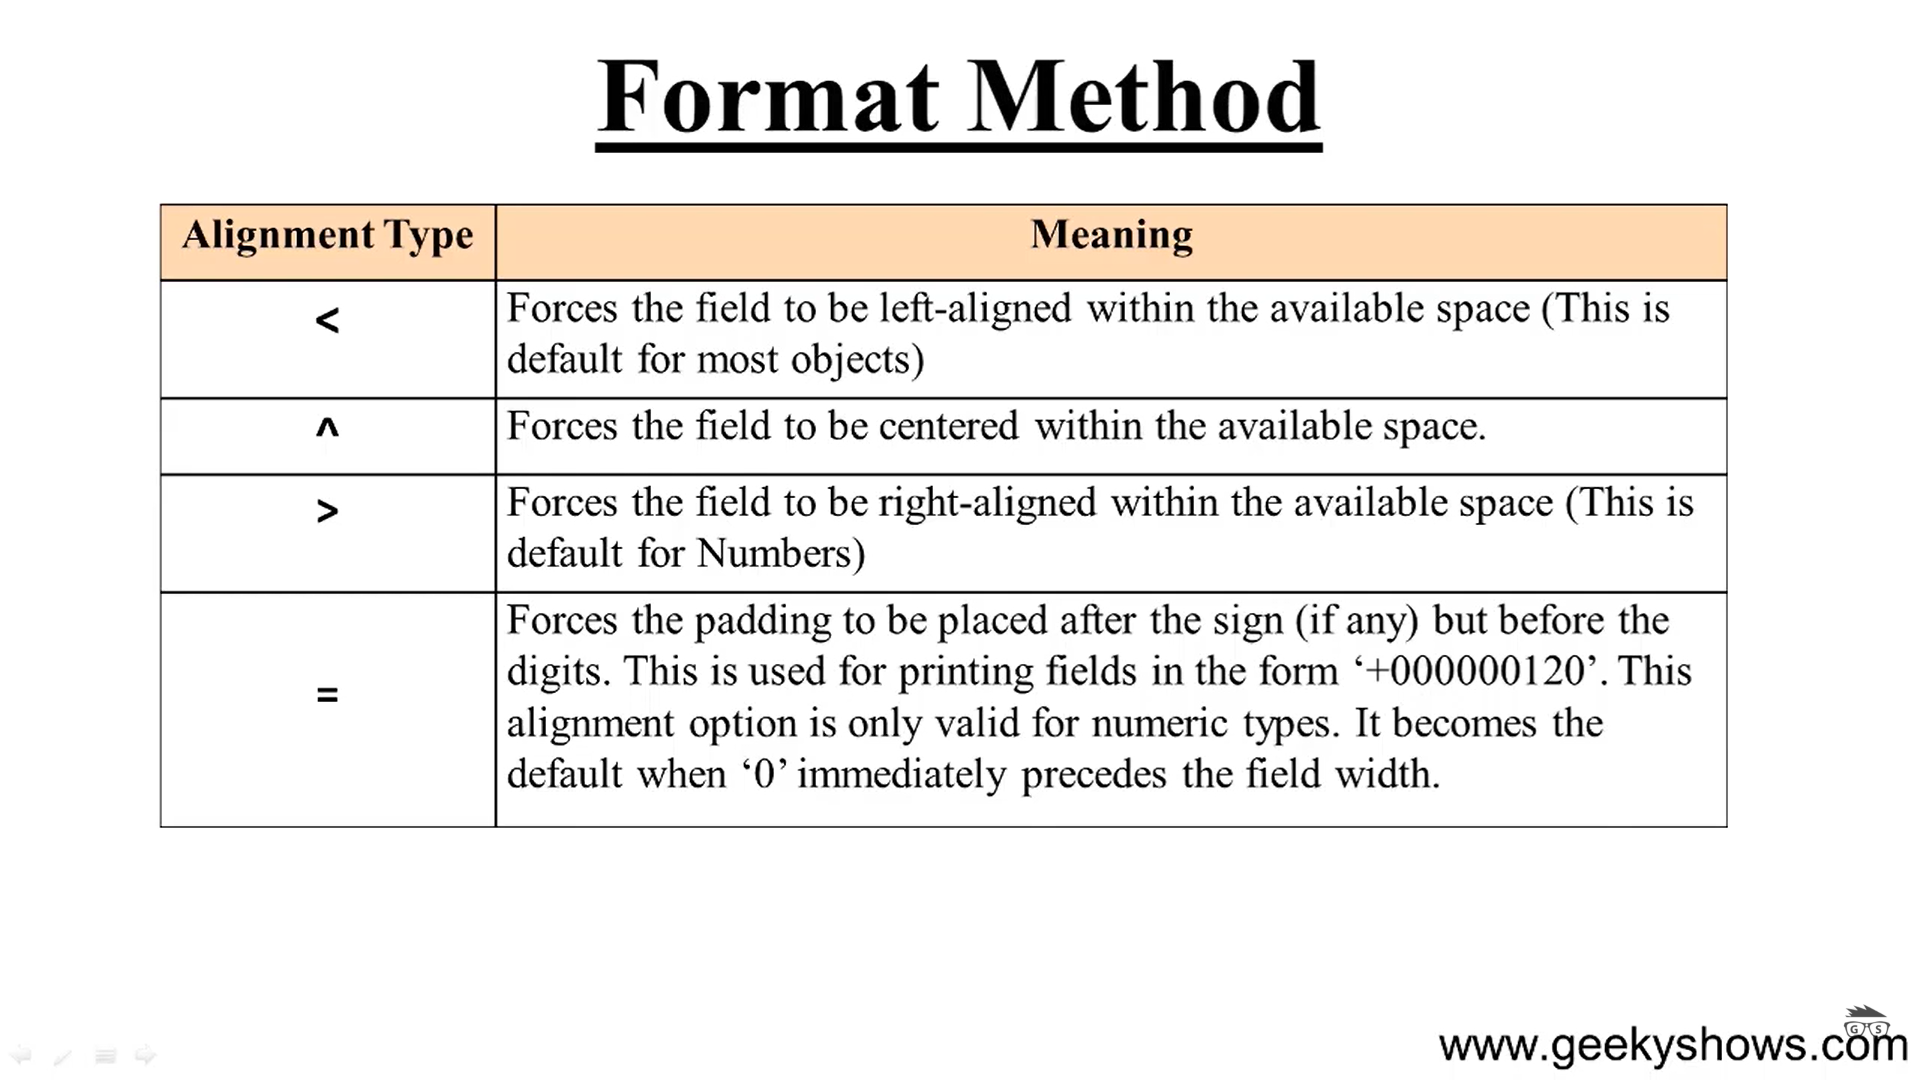 Format Method
Alignment Type
Meaning
<
Forces the field to be left-aligned within the available space (This is
default for most objects)
^
Forces the field to be centered within the available space.
>
Forces the field to be right-aligned within the available space (This is
default for Numbers)
=
Forces the padding to be placed after the sign (if any) but before the
digits. This is used for printing fields in the form ‘+000000120’. This
alignment option is only valid for numeric types. It becomes the
default when ‘0’ immediately precedes the field width.
G S
www.geekyshows.com